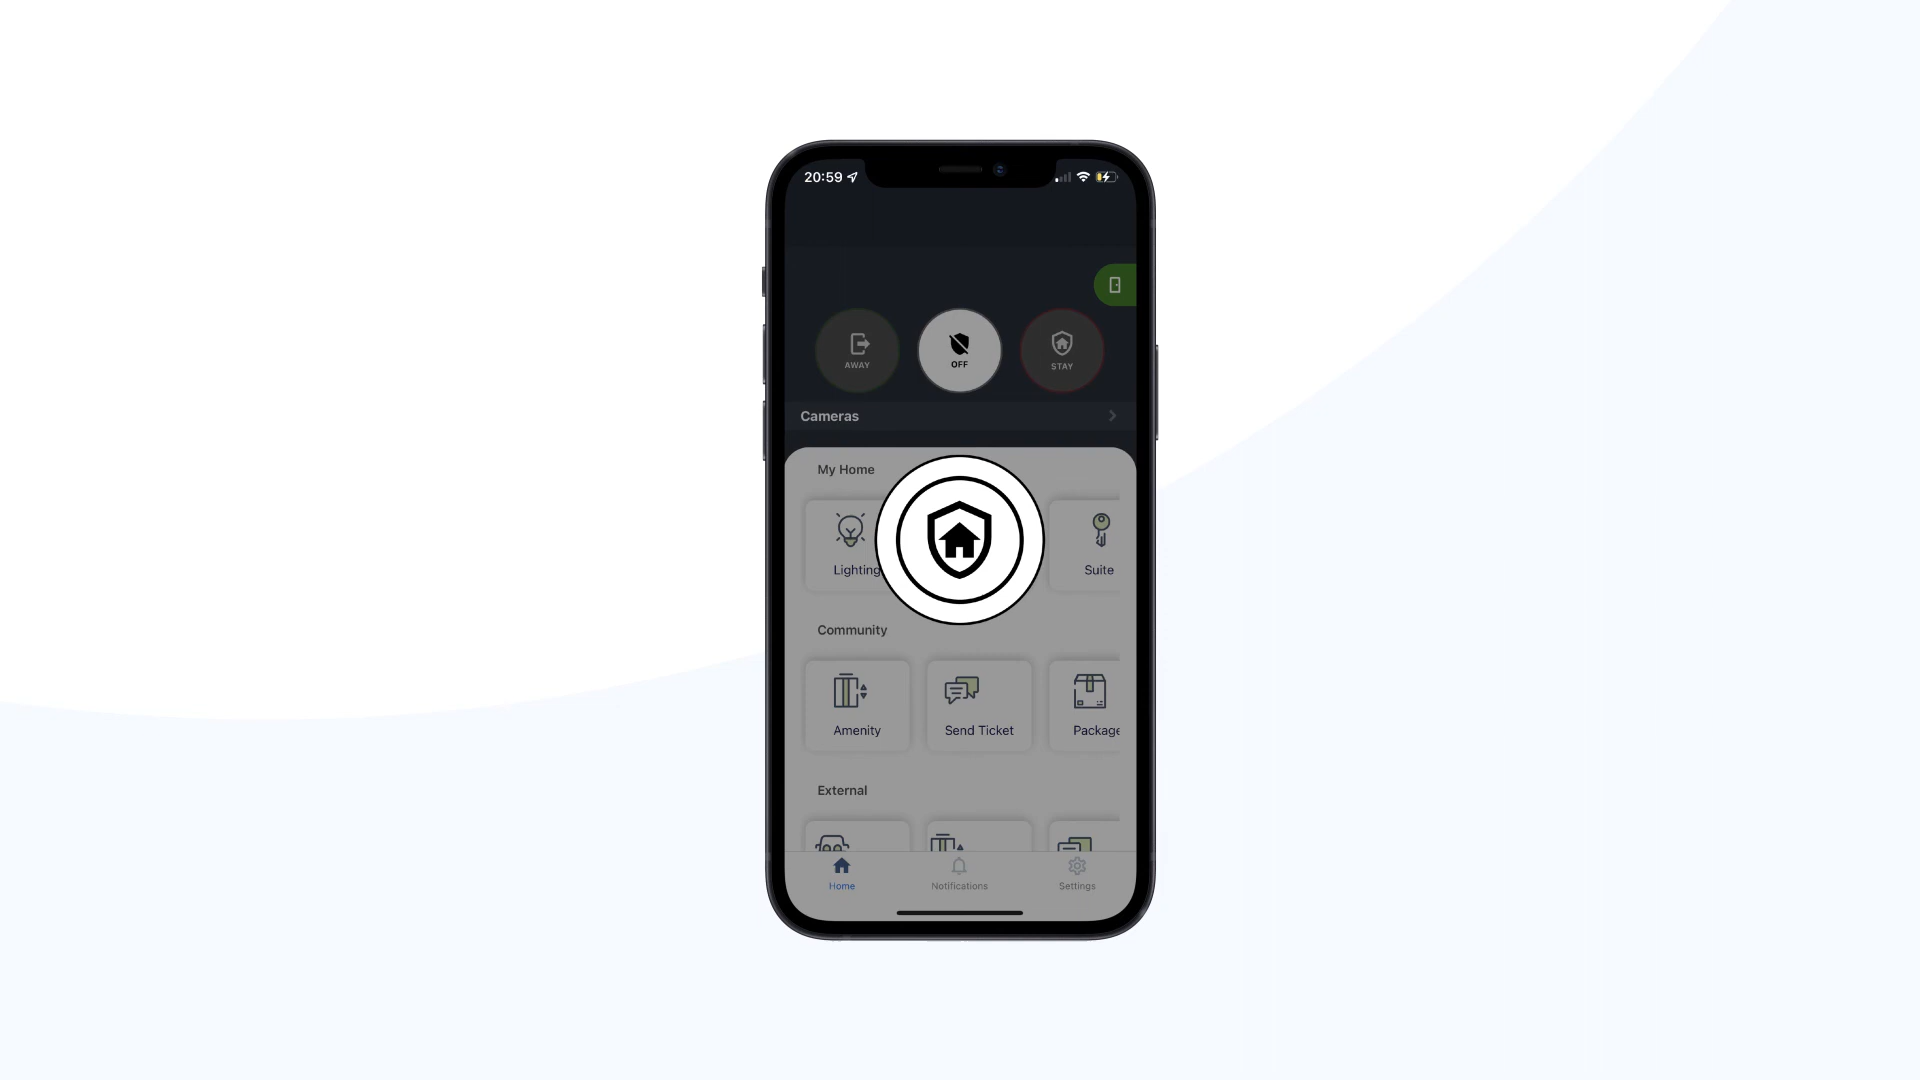 20:59
AWAY
OFF
STAY
Cameras
My Home
Lighting
Suite
Community
Amenity
Send Ticket
Package
External
Home
Notifications
Settings